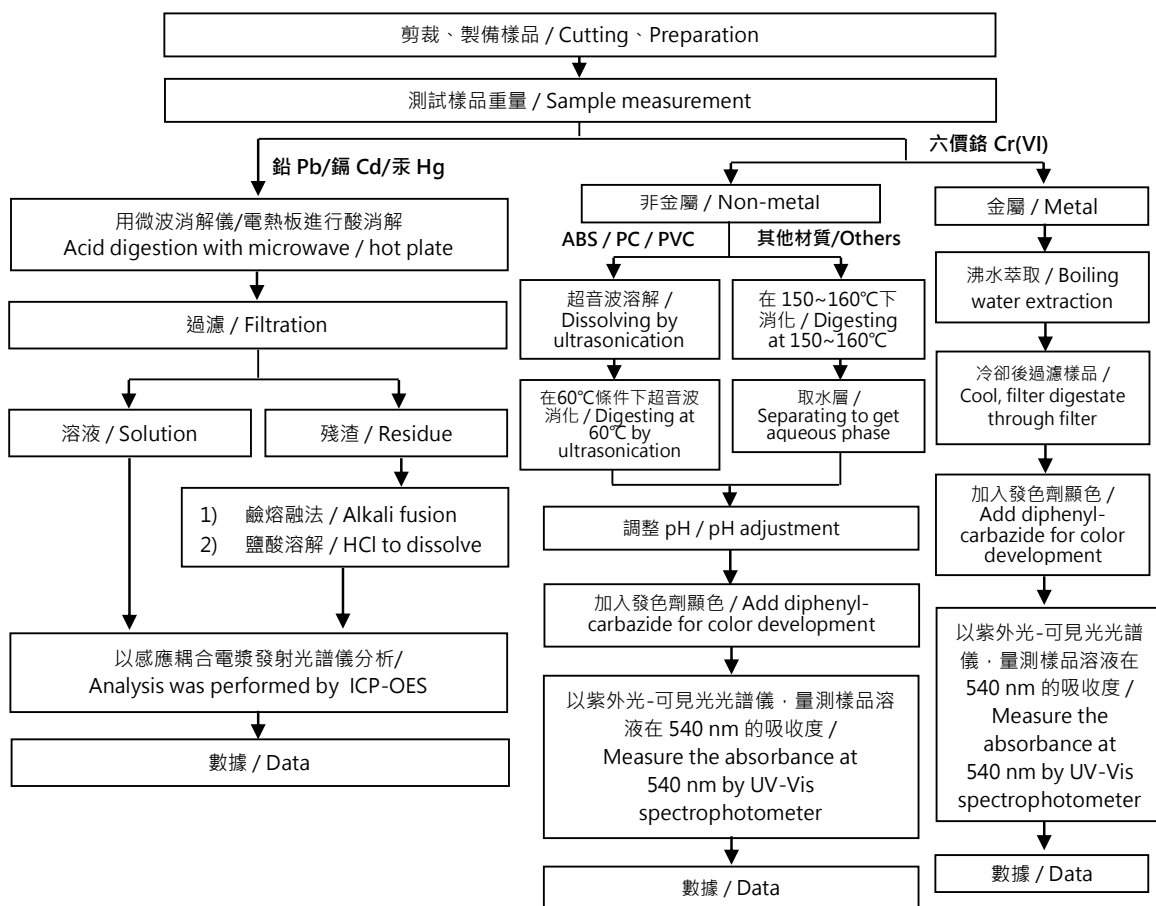 剪裁、製備樣品 / Cutting、Preparation
測試樣品重量 / Sample measurement
鉛 Pb/鎘 Cd/汞 Hg
六價鉻 Cr(VI)
用微波消解儀/電熱板進行酸消解
Acid digestion with microwave / hot plate
過濾 / Filtration
溶液 / Solution
殘渣 / Residue
1) 鹼熔融法 / Alkali fusion
2) 鹽酸溶解 / HCl to dissolve
以感應耦合電漿發射光譜儀分析/
Analysis was performed by ICP-OES
數據 / Data
非金屬 / Non-metal
ABS / PC / PVC
其他材質/Others
超音波溶解 /
Dissolving by
ultrasonication
在 150~160℃下
消化 / Digesting
at 150~160℃
在60℃條件下超音波
消化 / Digesting at
60℃ by
ultrasonication
取水層 /
Separating to get
aqueous phase
調整 pH / pH adjustment
加入發色劑顯色 / Add diphenyl-
carbazide for color development
以紫外光-可見光光譜儀，量測樣品溶
液在 540 nm 的吸收度 /
Measure the absorbance at
540 nm by UV-Vis
spectrophotometer
數據 / Data
金屬 / Metal
沸水萃取 / Boiling
water extraction
冷卻後過濾樣品 /
Cool, filter digestate
through filter
加入發色劑顯色 /
Add diphenyl-
carbazide for color
development
以紫外光-可見光光譜
儀，量測樣品溶液在
540 nm 的吸收度 /
Measure the
absorbance at
540 nm by UV-Vis
spectrophotometer
數據 / Data